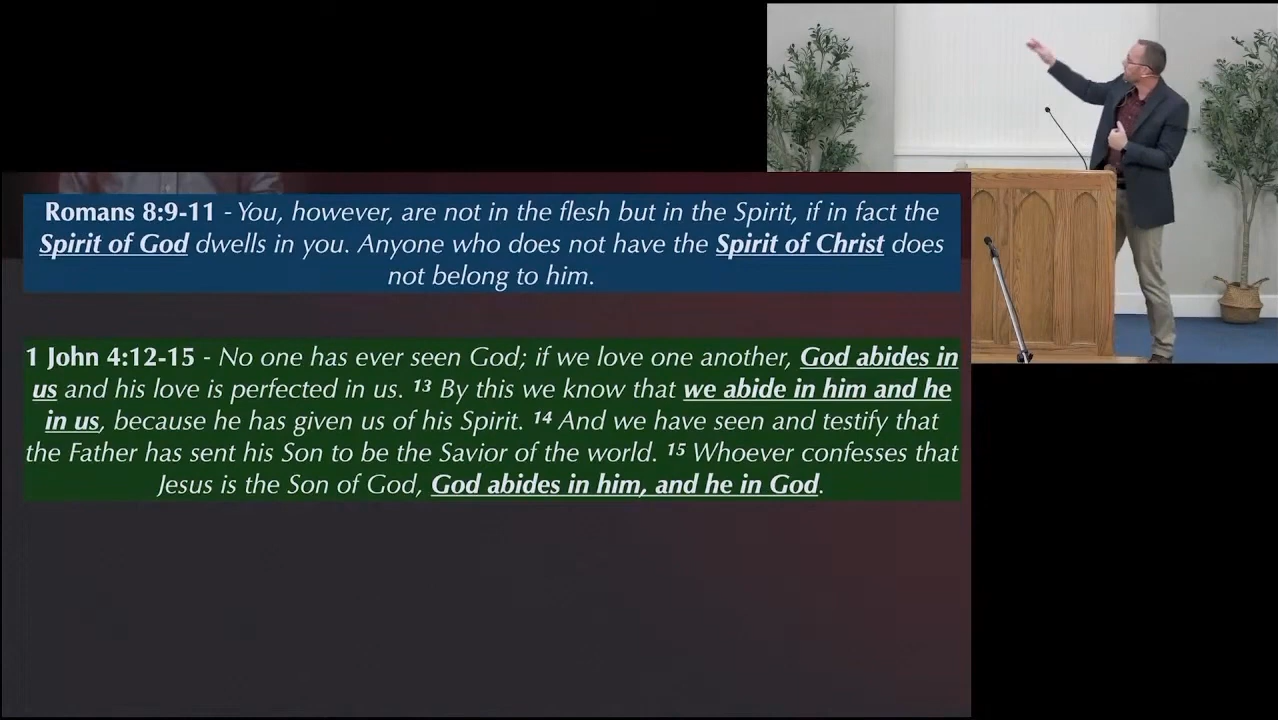 Romans 8:9-11 - You, however, are not in the flesh but in the Spirit, if in fact the
Spirit of God dwells in you. Anyone who does not have the Spirit of Christ does
not belong to him.
1 John 4:12-15 - No one has ever seen God; if we love one another, God abides in
us and his love is perfected in us. 13 By this we know that we abide in him and he
in us, because he has given us of his Spirit. 14 And we have seen and testify that
the Father has sent his Son to be the Savior of the world. 15 Whoever confesses that
Jesus is the Son of God, God abides in him, and he in God.